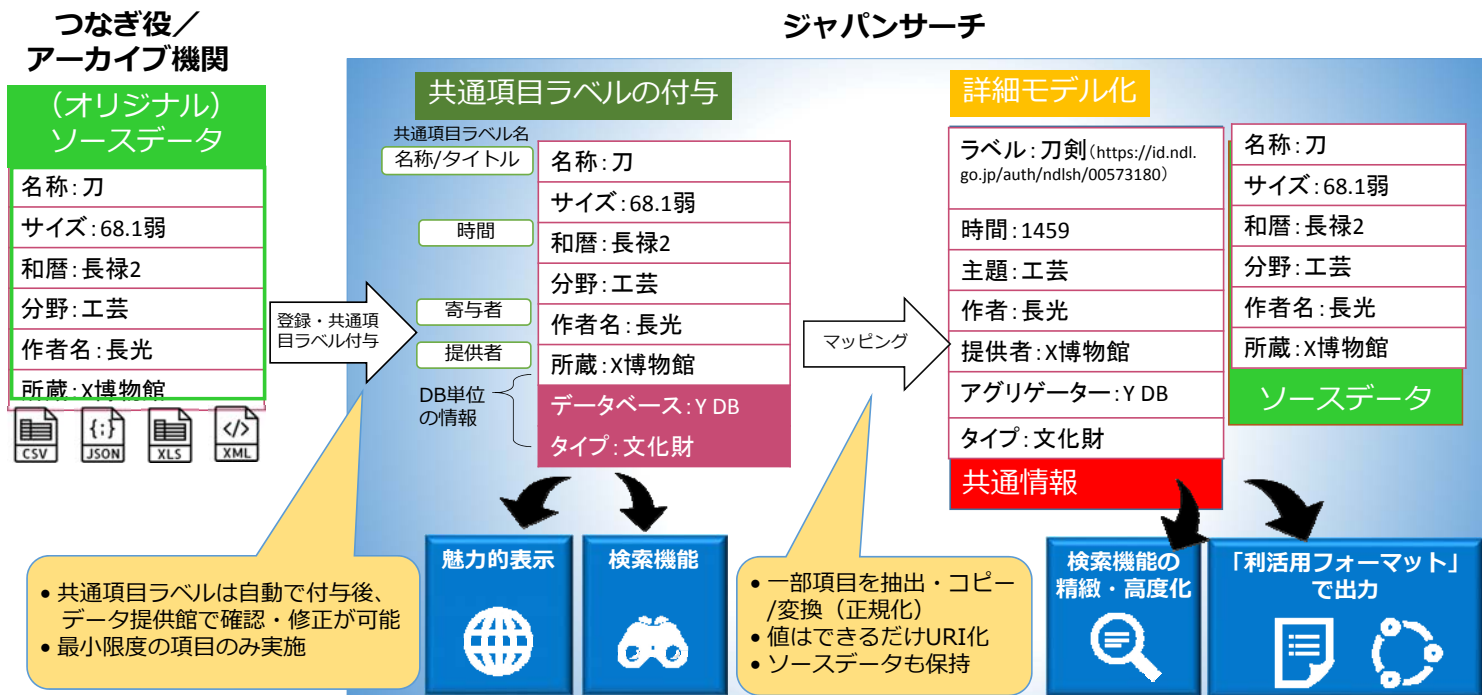 つなぎ役／
アーカイブ機関
ジャパンサーチ
（オリジナル）
ソースデータ
名称：刀
サイズ：68.1弱
和暦：長禄2
分野：工芸
作者名：長光
所蔵：X博物館
CSV
JSON
XLS
XML
登録・共通項
目ラベル付与
共通項目ラベルの付与
共通項目ラベル名
名称/タイトル
時間
寄与者
提供者
DB単位
の情報
名称：刀
サイズ：68.1弱
和暦：長禄2
分野：工芸
作者名：長光
所蔵：X博物館
データベース：Y DB
タイプ：文化財
マッピング
詳細モデル化
ラベル：刀剣（https://id.ndl.
go.jp/auth/ndlsh/00573180）
時間：1459
主題：工芸
作者：長光
提供者：X博物館
アグリゲーター：Y DB
タイプ：文化財
共通情報
名称：刀
サイズ：68.1弱
和暦：長禄2
分野：工芸
作者名：長光
所蔵：X博物館
ソースデータ
• 共通項目ラベルは自動で付与後、
データ提供館で確認・修正が可能
• 最小限度の項目のみ実施
魅力的表示
検索機能
• 一部項目を抽出・コピー
/変換（正規化）
• 値はできるだけURI化
• ソースデータも保持
検索機能の
精緻・高度化
「利活用フォーマット」
で出力